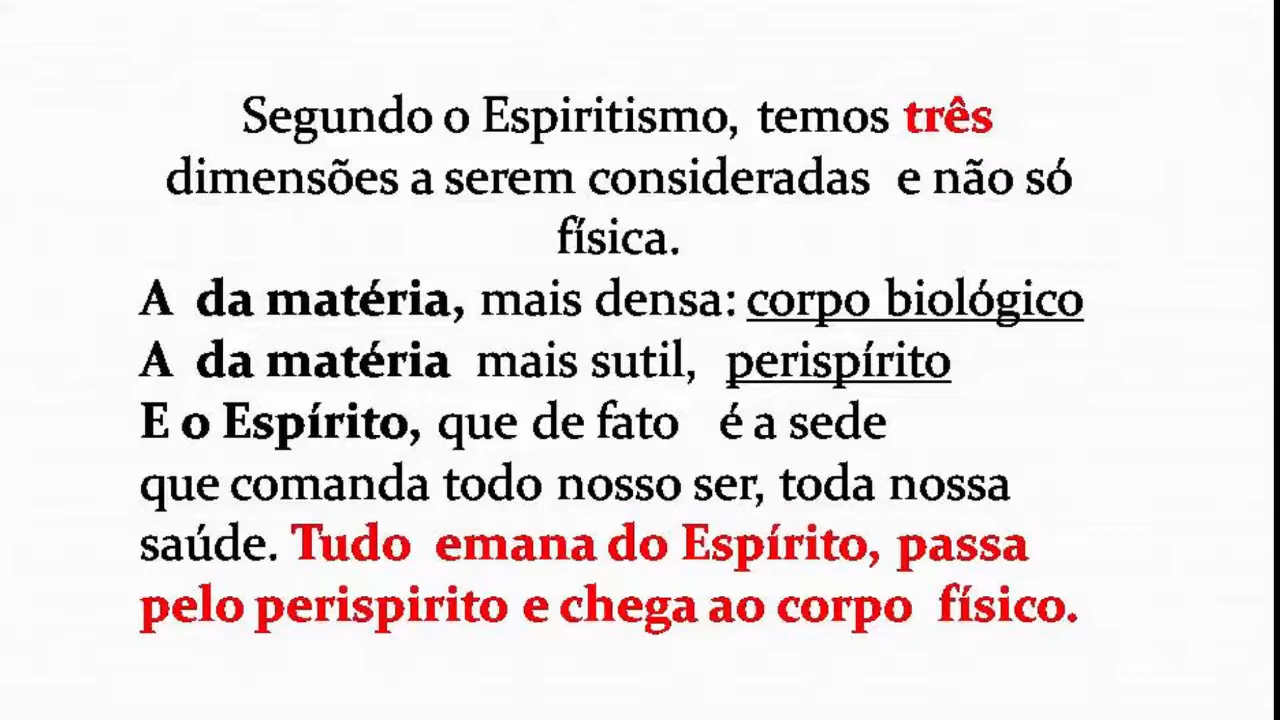 Segundo o Espiritismo, temos três
dimensões a serem consideradas e não só
física.
A da matéria, mais densa: corpo biológico
A da matéria mais sutil, perispírito
E o Espírito, que de fato é a sede
que comanda todo nosso ser, toda nossa
saúde. Tudo emana do Espírito, passa
pelo perispirito e chega ao corpo físico.